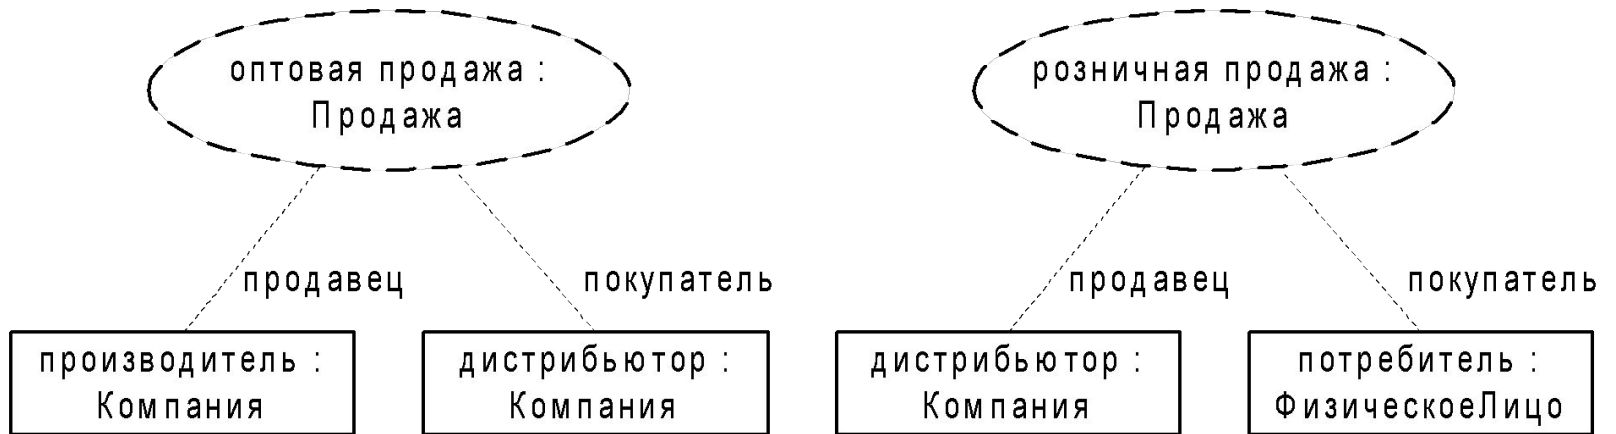 оптовая продажа :
Продажа
продавец
покупатель
производитель :
Компания
дистрибьютор :
Компания
розничная продажа :
Продажа
продавец
покупатель
дистрибьютор :
Компания
потребитель :
ФизическоеЛицо